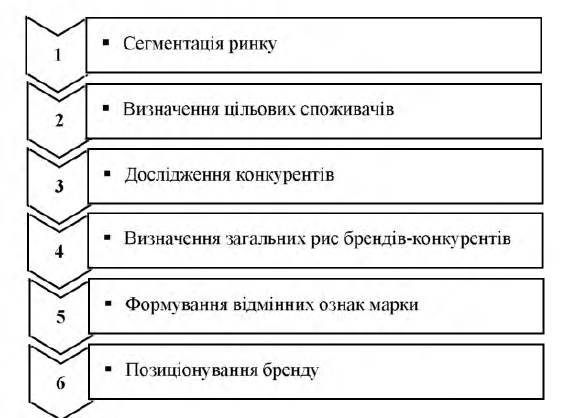 1 ▪ Сегментація ринку
2 ▪ Визначення цільових споживачів
3 ▪ Дослідження конкурентів
4 ▪ Визначення загальних рис брендів-конкурентів
5 ▪ Формування відмінних ознак марки
6 ▪ Позиціонування бренду